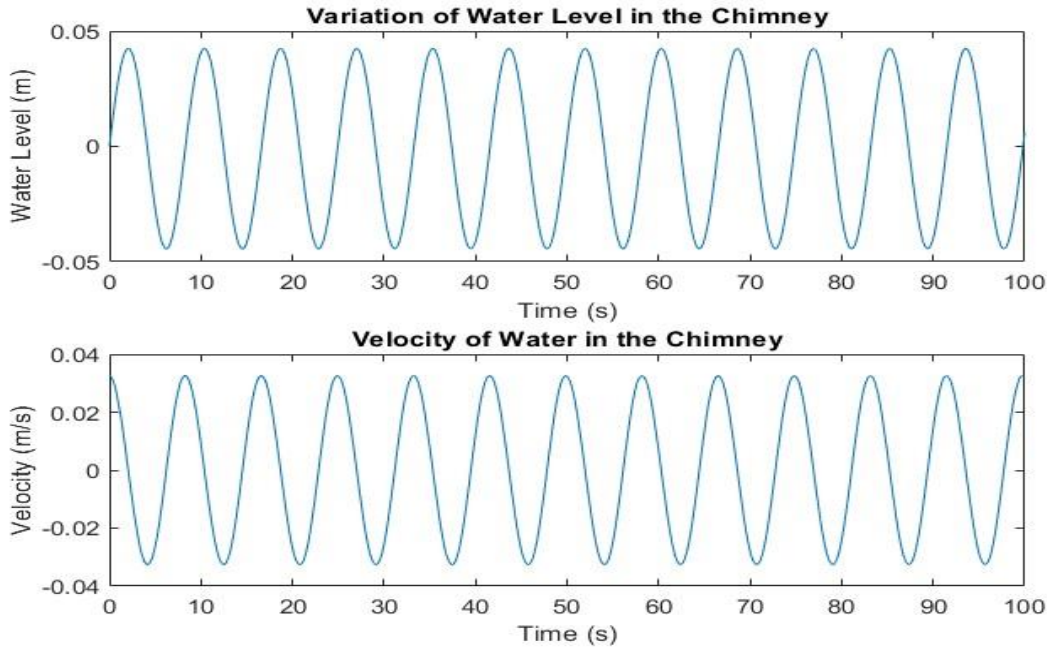 Variation of Water Level in the Chimney
0.05
0
-0.05
Water Level (m)
0 10 20 30 40 50 60 70 80 90 100
Time (s)
Velocity of Water in the Chimney
0.04
0.02
0
-0.02
-0.04
Velocity (m/s)
0 10 20 30 40 50 60 70 80 90 100
Time (s)